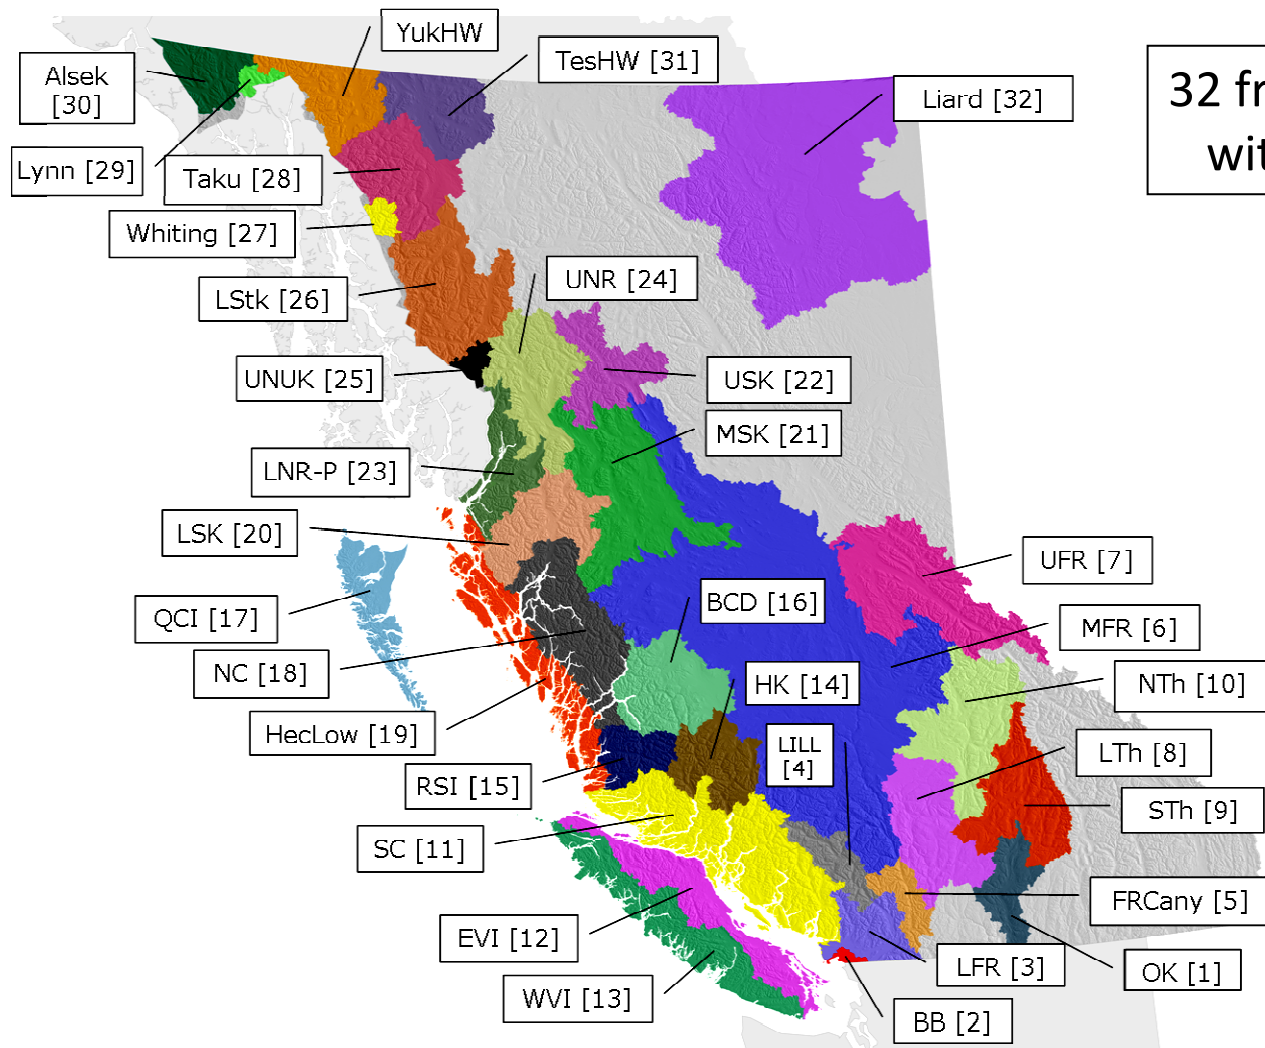 YukHW
TesHW [31]
Alsek
[30]
Liard [32]
32 fr
wit
Lynn [29]
Taku [28]
Whiting [27]
UNR [24]
LStk [26]
UNUK [25]
USK [22]
MSK [21]
LNR-P [23]
LSK [20]
UFR [7]
QCI [17]
BCD [16]
MFR [6]
NC [18]
HK [14]
NTh [10]
HecLow [19]
LILL
[4]
LTh [8]
RSI [15]
STh [9]
SC [11]
FRCany [5]
EVI [12]
LFR [3]
OK [1]
WVI [13]
BB [2]